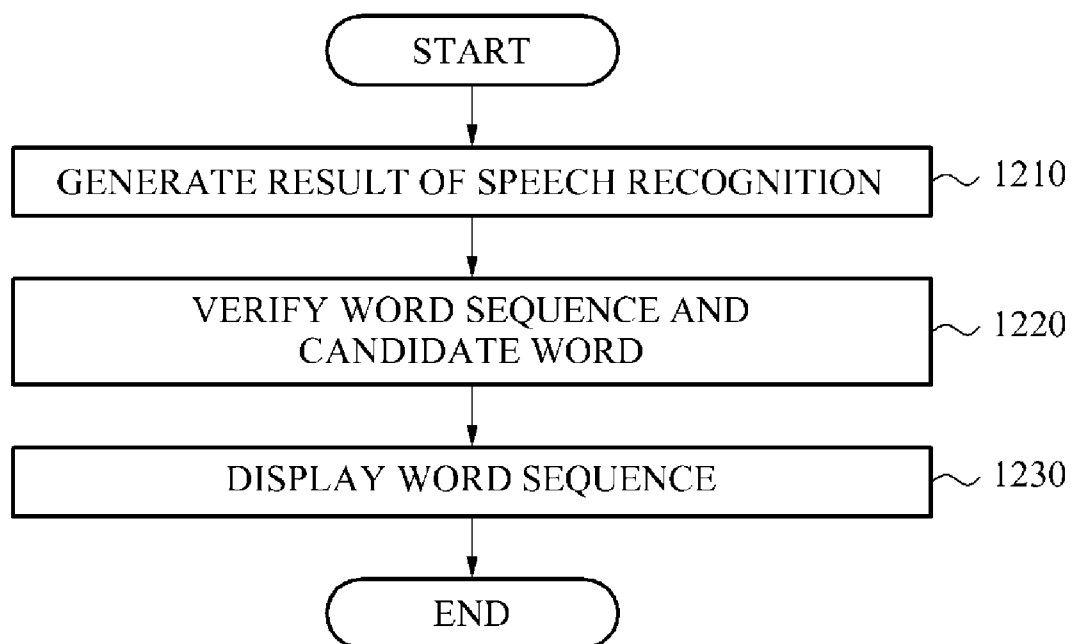 START
GENERATE RESULT OF SPEECH RECOGNITION
1210
VERIFY WORD SEQUENCE AND
CANDIDATE WORD
1220
DISPLAY WORD SEQUENCE
1230
END